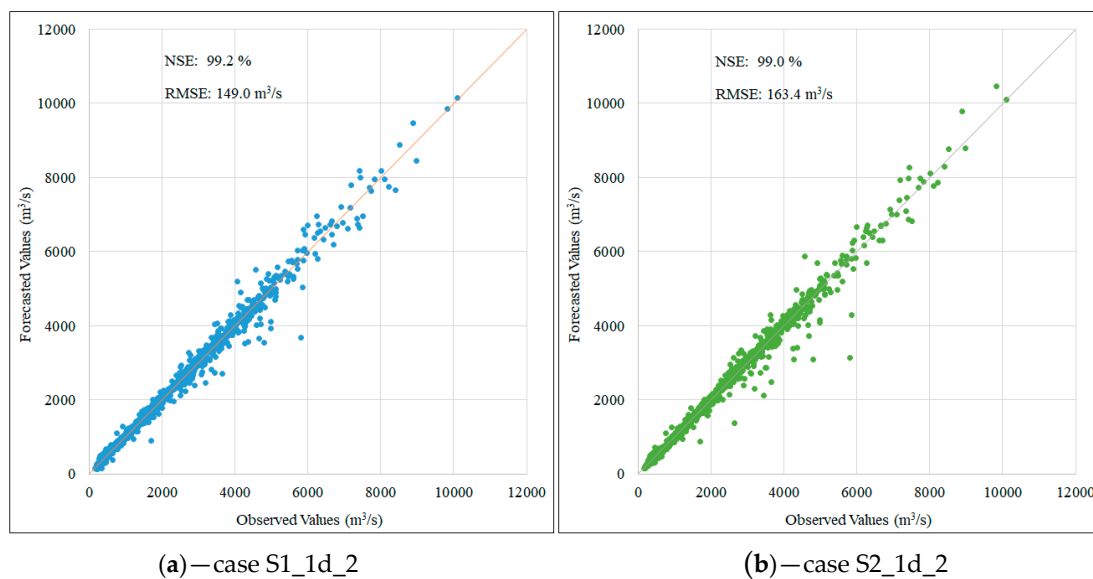 12000
10000
8000
6000
4000
2000
0
NSE: 99.2 %
RMSE: 149.0 m³/s
Forecasted Values (m³/s)
0 2000 4000 6000 8000 10000 12000
Observed Values (m³/s)
(a)—case S1_1d_2
12000
10000
8000
6000
4000
2000
0
NSE: 99.0 %
RMSE: 163.4 m³/s
Forecasted Values (m³/s)
0 2000 4000 6000 8000 10000 12000
Observed Values (m³/s)
(b)—case S2_1d_2